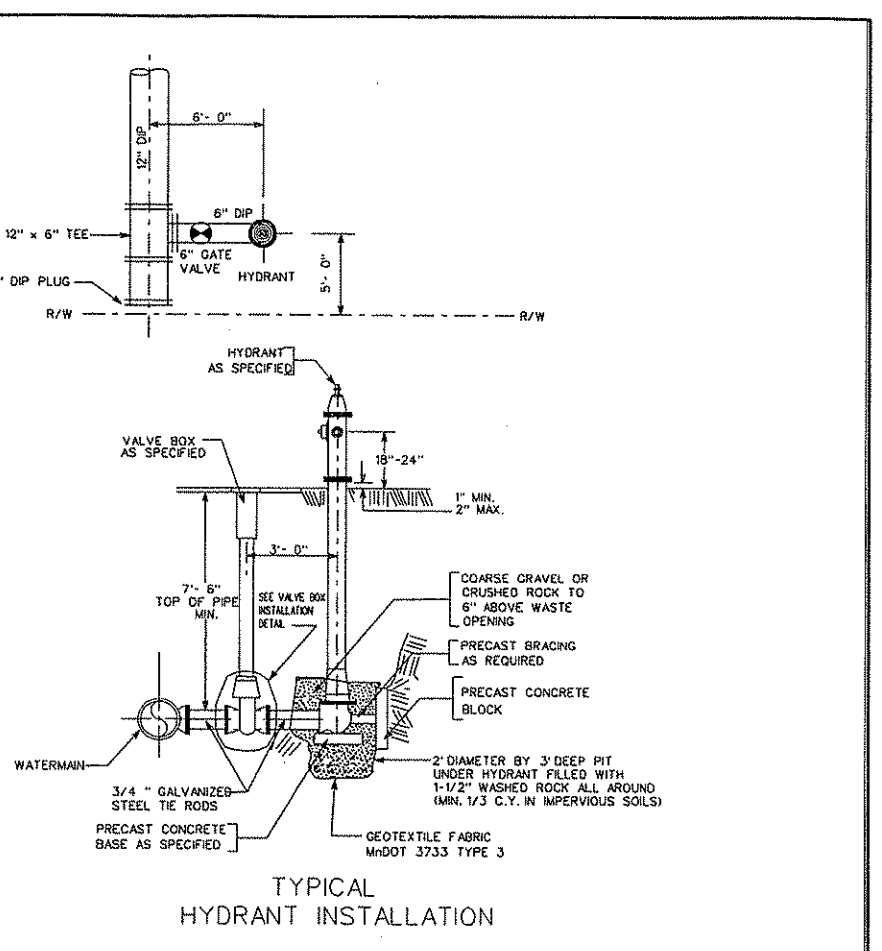 6'- 0"
12" DIP
6" DIP
12" x 6" TEE
6" GATE
VALVE
HYDRANT
5'- 0"
" DIP PLUG
R/W
R/W
HYDRANT
AS SPECIFIED
VALVE BOX
AS SPECIFIED
18"-24"
1" MIN.
2" MAX.
3'- 0"
7'- 6"
TOP OF PIPE
MIN.
SEE VALVE BOX
INSTALLATION
DETAIL
COARSE GRAVEL OR
CRUSHED ROCK TO
6" ABOVE WASTE
OPENING
PRECAST BRACING
AS REQUIRED
PRECAST CONCRETE
BLOCK
WATERMAIN
2' DIAMETER BY 3' DEEP PIT
UNDER HYDRANT FILLED WITH
1-1/2" WASHED ROCK ALL AROUND
(MIN. 1/3 C.Y. IN IMPERVIOUS SOILS)
3/4 " GALVANIZED
STEEL TIE RODS
PRECAST CONCRETE
BASE AS SPECIFIED
GEOTEXTILE FABRIC
MnDOT 3733 TYPE 3
TYPICAL
HYDRANT INSTALLATION